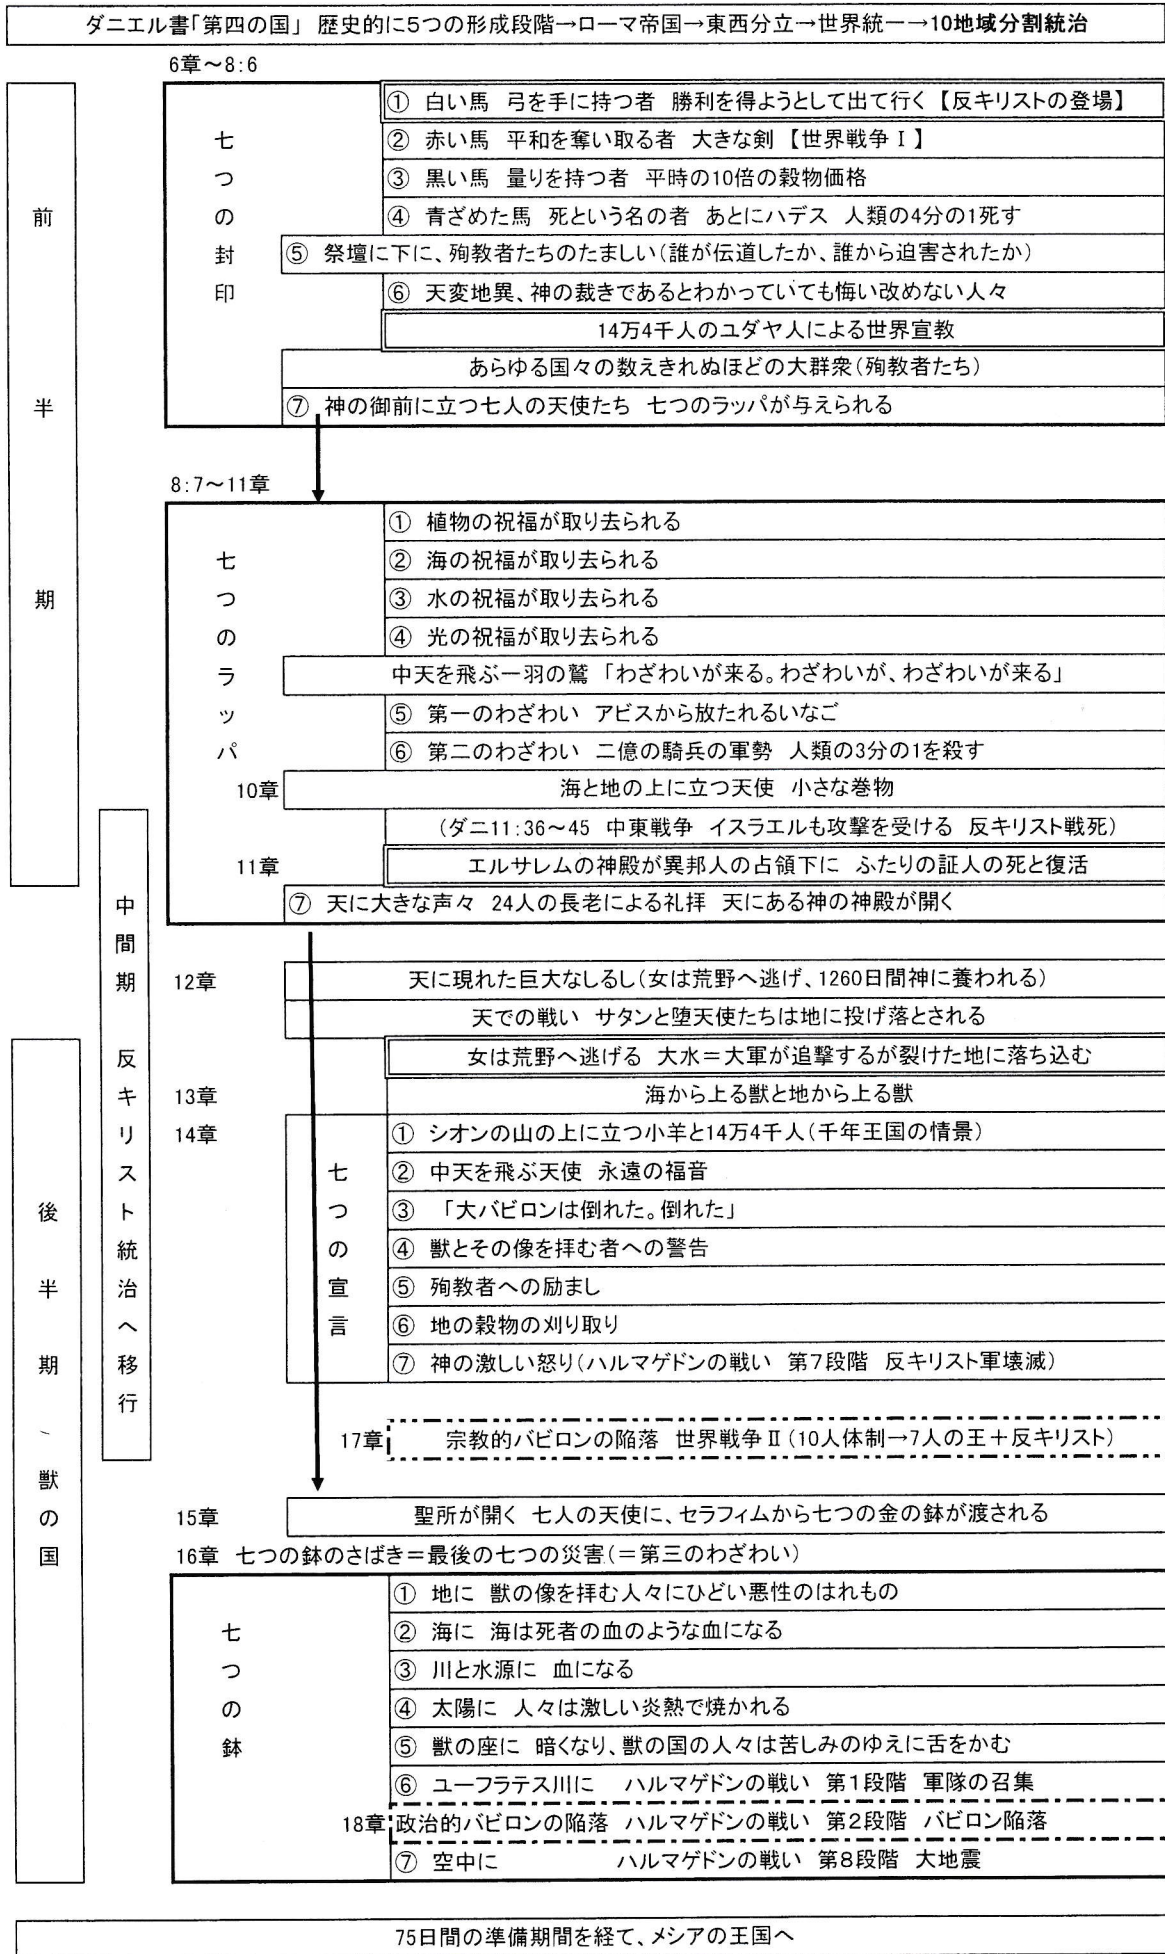 ダニエル書「第四の国」 歴史的に5つの形成段階→ローマ帝国→東西分立→世界統一→10地域分割統治
前半期
6章～8:6
七つの封印
① 白い馬 弓を手に持つ者 勝利を得ようとして出て行く 【反キリストの登場】
② 赤い馬 平和を奪い取る者 大きな剣 【世界戦争Ⅰ】
③ 黒い馬 量りを持つ者 平時の10倍の穀物価格
④ 青ざめた馬 死という名の者 あとにハデス 人類の4分の1死す
⑤ 祭壇に下に、殉教者たちのたましい(誰が伝道したか、誰から迫害されたか)
⑥ 天変地異、神の裁きであるとわかっていても悔い改めない人々
14万4千人のユダヤ人による世界宣教
あらゆる国々の数えきれぬほどの大群衆(殉教者たち)
⑦ 神の御前に立つ七人の天使たち 七つのラッパが与えられる
8:7～11章
七つのラッパ
① 植物の祝福が取り去られる
② 海の祝福が取り去られる
③ 水の祝福が取り去られる
④ 光の祝福が取り去られる
中天を飛ぶ一羽の鷲 「わざわいが来る。わざわいが、わざわいが来る」
⑤ 第一のわざわい アビスから放たれるいなご
⑥ 第二のわざわい 二億の騎兵の軍勢 人類の3分の1を殺す
10章 海と地の上に立つ天使 小さな巻物
(ダニ11:36～45 中東戦争 イスラエルも攻撃を受ける 反キリスト戦死)
11章 エルサレムの神殿が異邦人の占領下に ふたりの証人の死と復活
⑦ 天に大きな声々 24人の長老による礼拝 天にある神の神殿が開く
中間期 反キリスト統治へ移行
12章 天に現れた巨大なしるし(女は荒野へ逃げ、1260日間神に養われる)
天での戦い サタンと堕天使たちは地に投げ落とされる
後半期～獣の国
女は荒野へ逃げる 大水＝大軍が追撃するが裂けた地に落ち込む
13章 海から上る獣と地から上る獣
14章
七つの宣言
① シオンの山の上に立つ小羊と14万4千人(千年王国の情景)
② 中天を飛ぶ天使 永遠の福音
③ 「大バビロンは倒れた。倒れた」
④ 獣とその像を拝む者への警告
⑤ 殉教者への励まし
⑥ 地の穀物の刈り取り
⑦ 神の激しい怒り(ハルマゲドンの戦い 第7段階 反キリスト軍壊滅)
17章 宗教的バビロンの陥落 世界戦争Ⅱ(10人体制→7人の王＋反キリスト)
15章 聖所が開く 七人の天使に、セラフィムから七つの金の鉢が渡される
16章 七つの鉢のさばき＝最後の七つの災害(＝第三のわざわい)
七つの鉢
① 地に 獣の像を拝む人々にひどい悪性のはれもの
② 海に 海は死者の血のような血になる
③ 川と水源に 血になる
④ 太陽に 人々は激しい炎熱で焼かれる
⑤ 獣の座に 暗くなり、獣の国の人々は苦しみのゆえに舌をかむ
⑥ ユーフラテス川に ハルマゲドンの戦い 第1段階 軍隊の召集
18章 政治的バビロンの陥落 ハルマゲドンの戦い 第2段階 バビロン陥落
⑦ 空中に ハルマゲドンの戦い 第8段階 大地震
75日間の準備期間を経て、メシアの王国へ